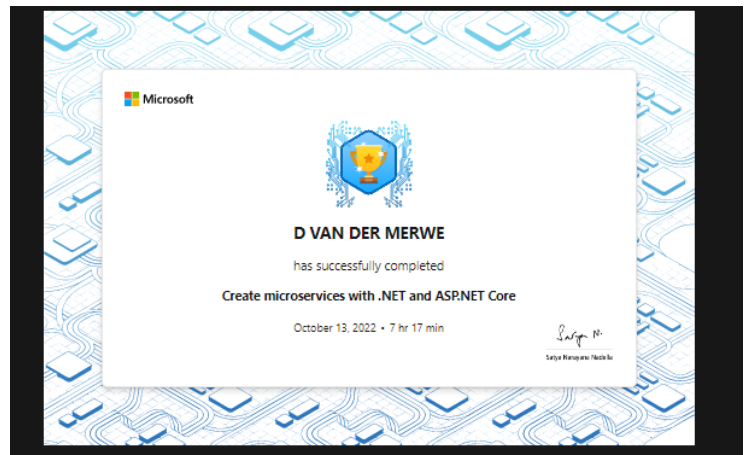 Microsoft
D VAN DER MERWE
has successfully completed
Create microservices with .NET and ASP.NET Core
October 13, 2022 • 7 hr 17 min
Satya N.
Satya Narayana Nadella